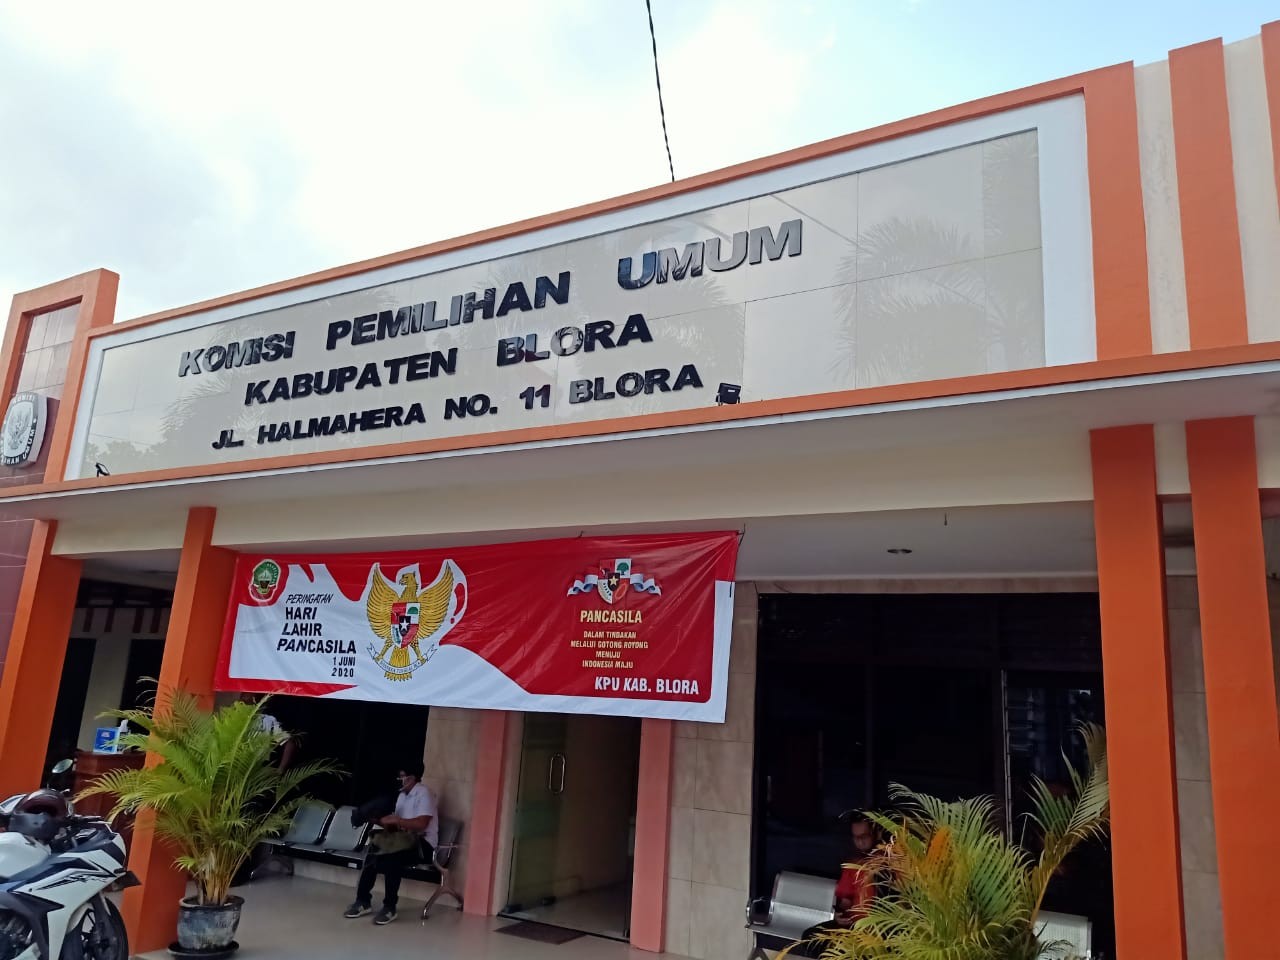 KOMISI PEMILIHAN UMUM
KABUPATEN BLORA
JL. HALMAHERA NO. 11 BLORA
PERINGATAN
HARI
LAHIR
PANCASILA
1 JUNI
2020
PANCASILA
DALAM TINDAKAN
MELALUI GOTONG ROYONG
MENUJU
INDONESIA MAJU
KPU KAB. BLORA